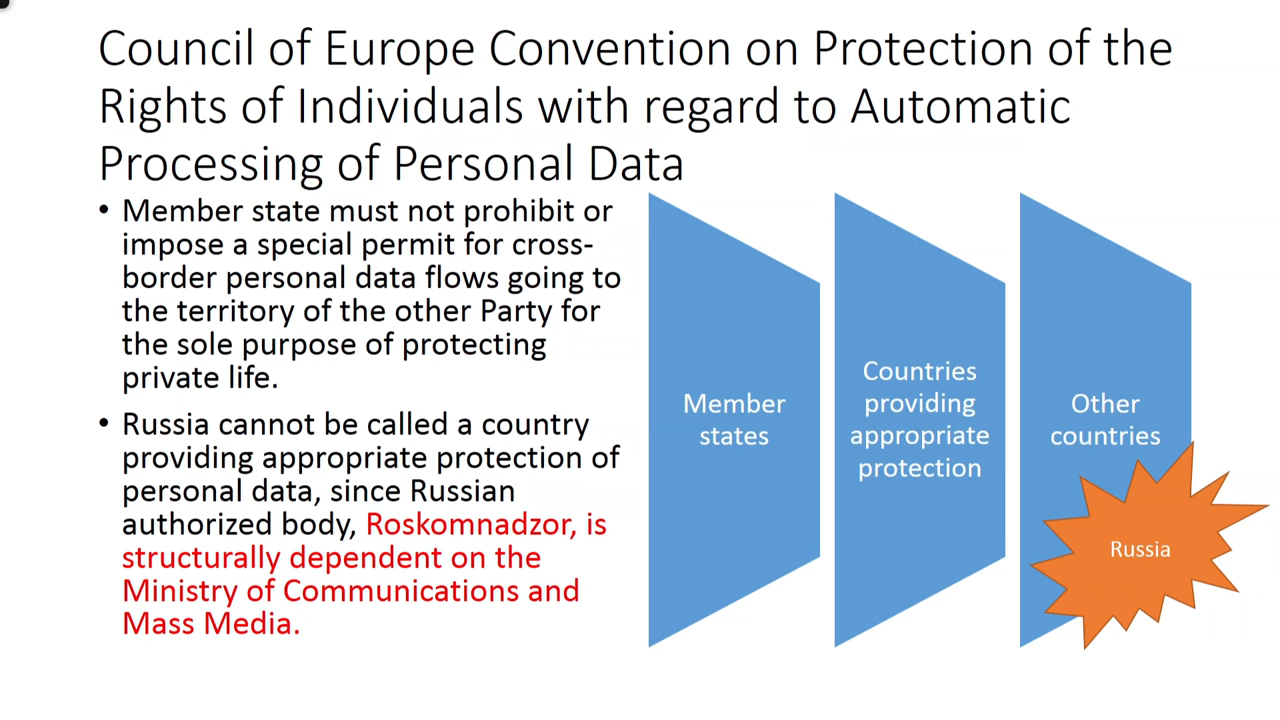 Council of Europe Convention on Protection of the
Rights of Individuals with regard to Automatic
Processing of Personal Data
• Member state must not prohibit or
impose a special permit for cross-
border personal data flows going to
the territory of the other Party for
the sole purpose of protecting
private life.
• Russia cannot be called a country
providing appropriate protection of
personal data, since Russian
authorized body, Roskomnadzor, is
structurally dependent on the
Ministry of Communications and
Mass Media.
Member
states
Countries
providing
appropriate
protection
Other
countries
Russia